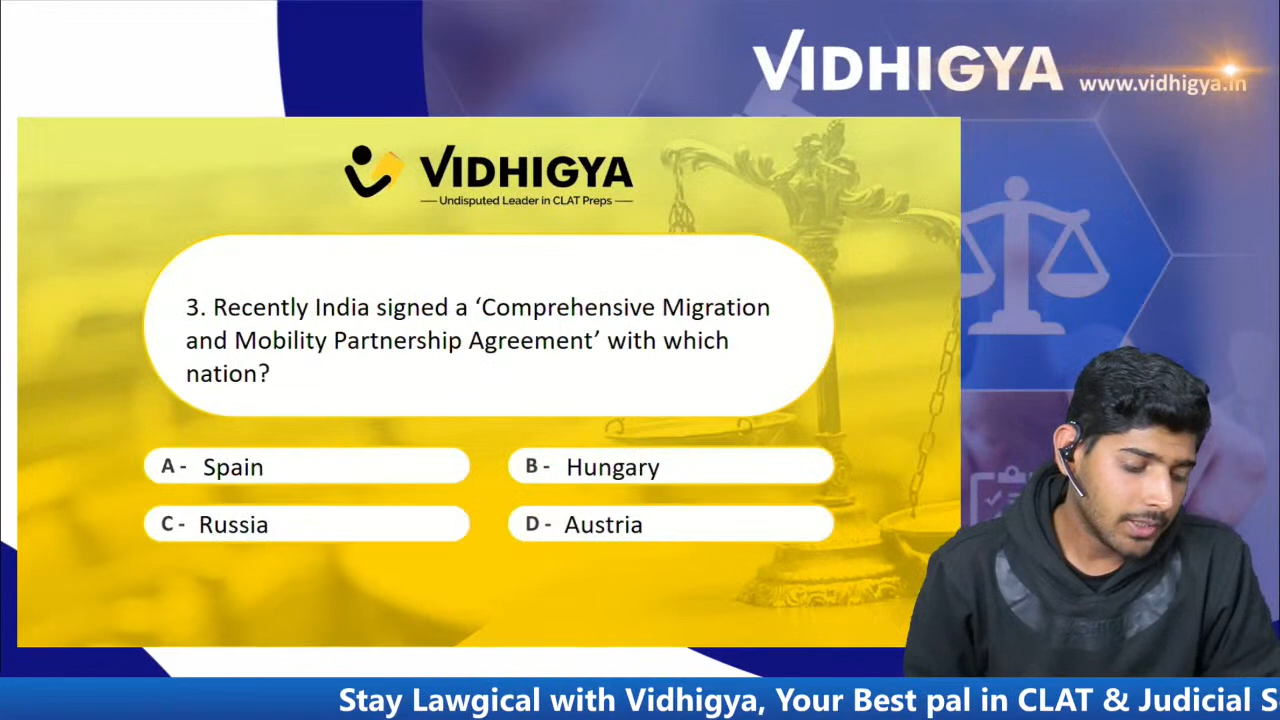 VIDHIGYA
www.vidhigya.in
VIDHIGYA
Undisputed Leader in CLAT Preps
3. Recently India signed a ‘Comprehensive Migration
and Mobility Partnership Agreement’ with which
nation?
A - Spain
B - Hungary
C - Russia
D - Austria
Stay Lawgical with Vidhigya, Your Best pal in CLAT & Judicial S